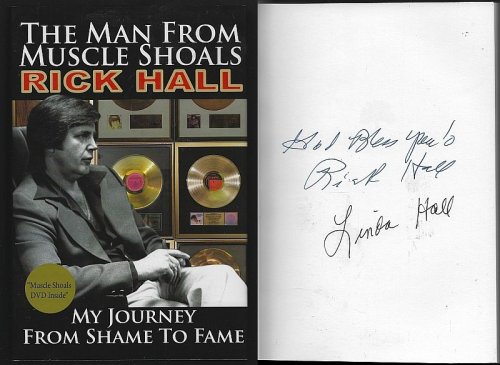 THE MAN FROM
MUSCLE SHOALS
RICK HALL
"Muscle Shoals
DVD Inside"
MY JOURNEY
FROM SHAME TO FAME
God Bless You's
Rick Hall
Linda Hall